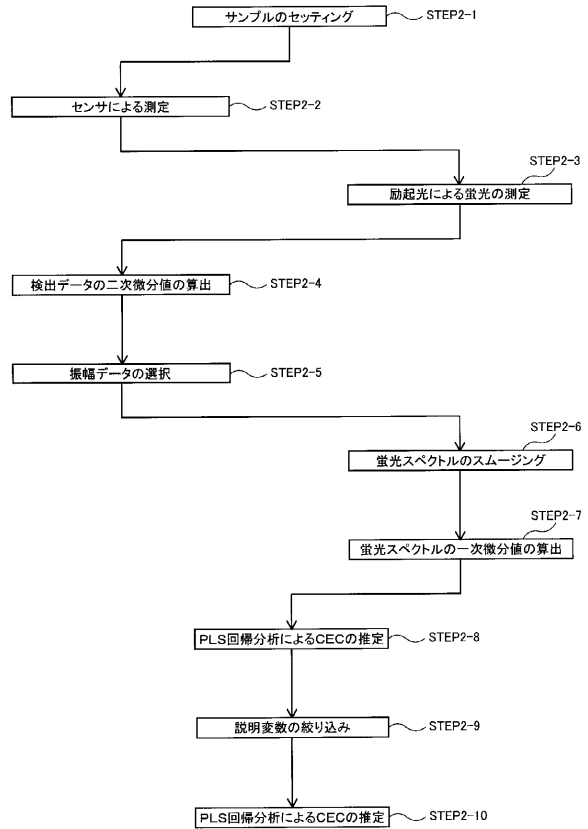 サンプルのセッティング STEP2-1
センサによる測定 STEP2-2
STEP2-3
励起光による蛍光の測定
検出データの二次微分値の算出 STEP2-4
振幅データの選択 STEP2-5
STEP2-6
蛍光スペクトルのスムージング
STEP2-7
蛍光スペクトルの一次微分値の算出
PLS回帰分析によるCECの推定 STEP2-8
説明変数の絞り込み STEP2-9
PLS回帰分析によるCECの推定 STEP2-10